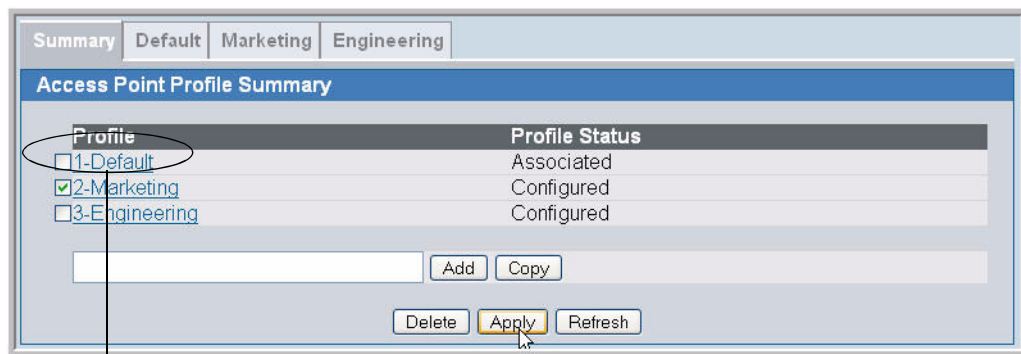 Summary Default Marketing Engineering
Access Point Profile Summary
Profile Profile Status
1-Default Associated
2-Marketing Configured
3-Engineering Configured
Add Copy
Delete Apply Refresh